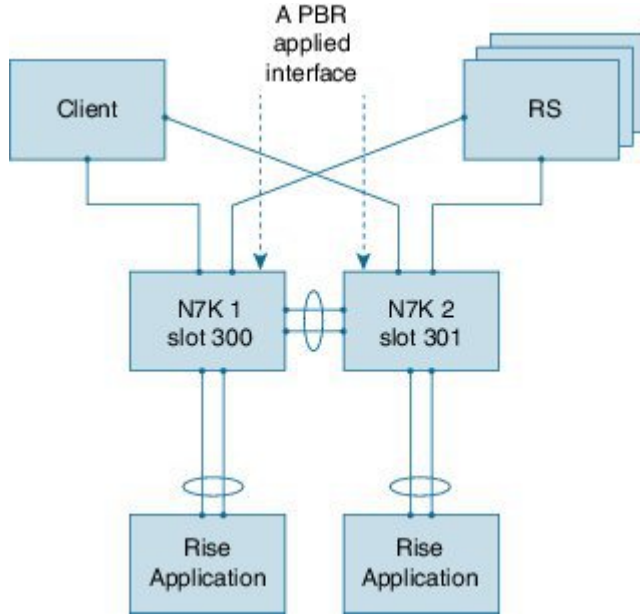 A PBR
applied
interface
Client
RS
N7K 1
slot 300
N7K 2
slot 301
Rise
Application
Rise
Application